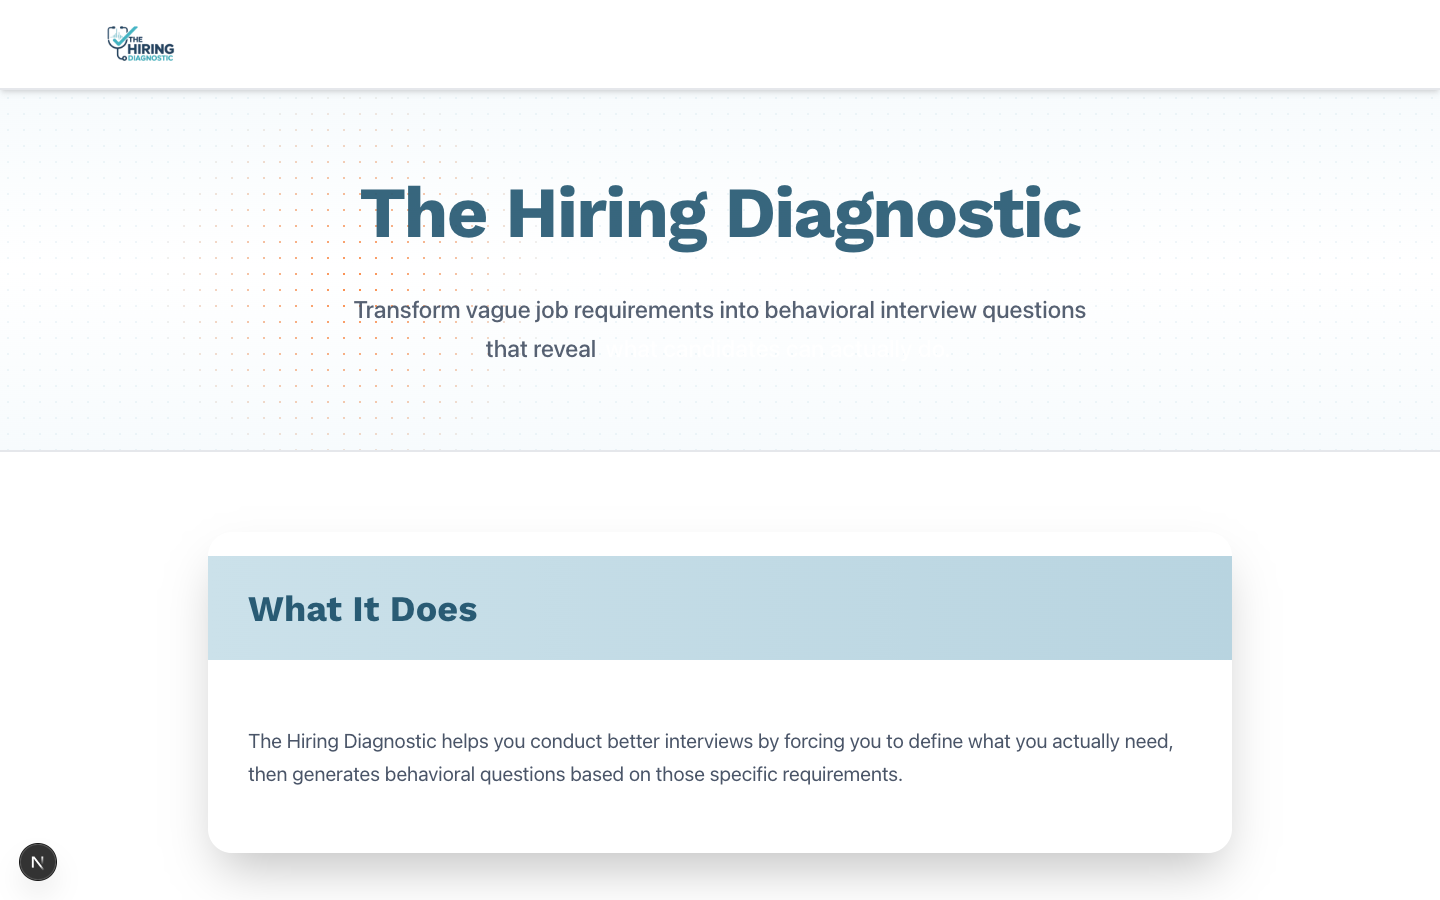 THE
HIRING
DIAGNOSTIC
The Hiring Diagnostic
Transform vague job requirements into behavioral interview questions
that reveal
What It Does
The Hiring Diagnostic helps you conduct better interviews by forcing you to define what you actually need,
then generates behavioral questions based on those specific requirements.
N